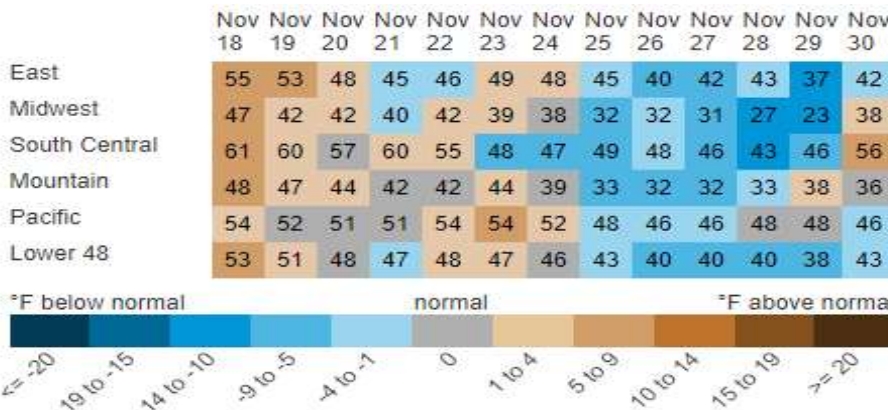 Nov Nov Nov Nov Nov Nov Nov Nov Nov Nov Nov Nov Nov
18 19 20 21 22 23 24 25 26 27 28 29 30
East 55 53 48 45 46 49 48 45 40 42 43 37 42
Midwest 47 42 42 40 42 39 38 32 32 31 27 23 38
South Central 61 60 57 60 55 48 47 49 48 46 43 46 56
Mountain 48 47 44 42 42 44 39 33 32 32 33 38 36
Pacific 54 52 51 51 54 54 52 48 46 46 48 48 46
Lower 48 53 51 48 47 48 47 46 43 40 40 40 38 43
°F below normal normal °F above norma
<= -20 19 to -15 14 to -10 -9 to -5 -4 to -1 0 1 to 4 5 to 9 10 to 14 15 to 19 >= 20